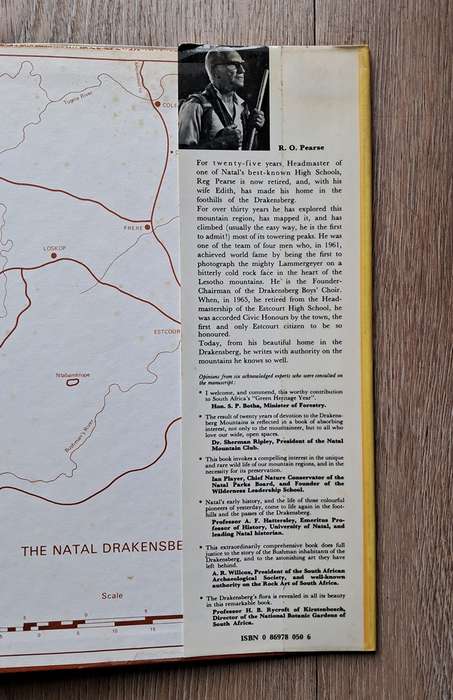 Tugela River
COLE
FRERE
LOSKOP
ESTCOUR
Ntabamhlope
Bushman's River
THE NATAL DRAKENSBE
Scale
R. O. Pearse
For twenty-five years, Headmaster of
one of Natal's best-known High Schools,
Reg Pearse is now retired, and, with his
wife Edith, has made his home in the
foothills of the Drakensberg.
For over thirty years he has explored this
mountain region, has mapped it, and has
climbed (usually the easy way, he is the first
to admit!) most of its towering peaks. He was
one of the team of four men who, in 1961,
achieved world fame by being the first to
photograph the mighty Lammergeyer on a
bitterly cold rock face in the heart of the
Lesotho mountains. He is the Founder-
Chairman of the Drakensberg Boys' Choir.
When, in 1965, he retired from the Head-
mastership of the Estcourt High School, he
was accorded Civic Honours by the town, the
first and only Estcourt citizen to be so
honoured.
Today, from his beautiful home in the
Drakensberg, he writes with authority on the
mountains he knows so well.
Opinions from six acknowledged experts who were consulted on
the manuscript:
* I welcome, and commend, this worthy contribution
to South Africa's "Green Heritage Year".
Hon. S. P. Botha, Minister of Forestry.
* The result of twenty years of devotion to the Drakens-
berg Mountains is reflected in a book of absorbing
interest, not only to the mountaineer, but to all who
love our wide, open spaces.
Dr. Sherman Ripley, President of the Natal
Mountain Club.
* This book invokes a compelling interest in the unique
and rare wild life of our mountain regions, and in the
necessity for its preservation.
Ian Player, Chief Nature Conservator of the
Natal Parks Board, and Founder of the
Wilderness Leadership School.
* Natal's early history, and the life of those colourful
pioneers of yesterday, come to life again in the foot-
hills and the passes of the Drakensberg.
Professor A. F. Hattersley, Emeritus Pro-
fessor of History, University of Natal, and
leading Natal historian.
* This extraordinarily comprehensive book does full
justice to the story of the Bushman inhabitants of the
Drakensberg, and to the astonishing art they have
left behind.
A. R. Willcox, President of the South African
Archaeological Society, and well-known
authority on the Rock Art of South Africa.
* The Drakensberg's flora is revealed in all its beauty
in this remarkable book.
Professor H. B. Rycroft of Kirstenbosch,
Director of the National Botanic Gardens of
South Africa.
ISBN 0 86978 050 6